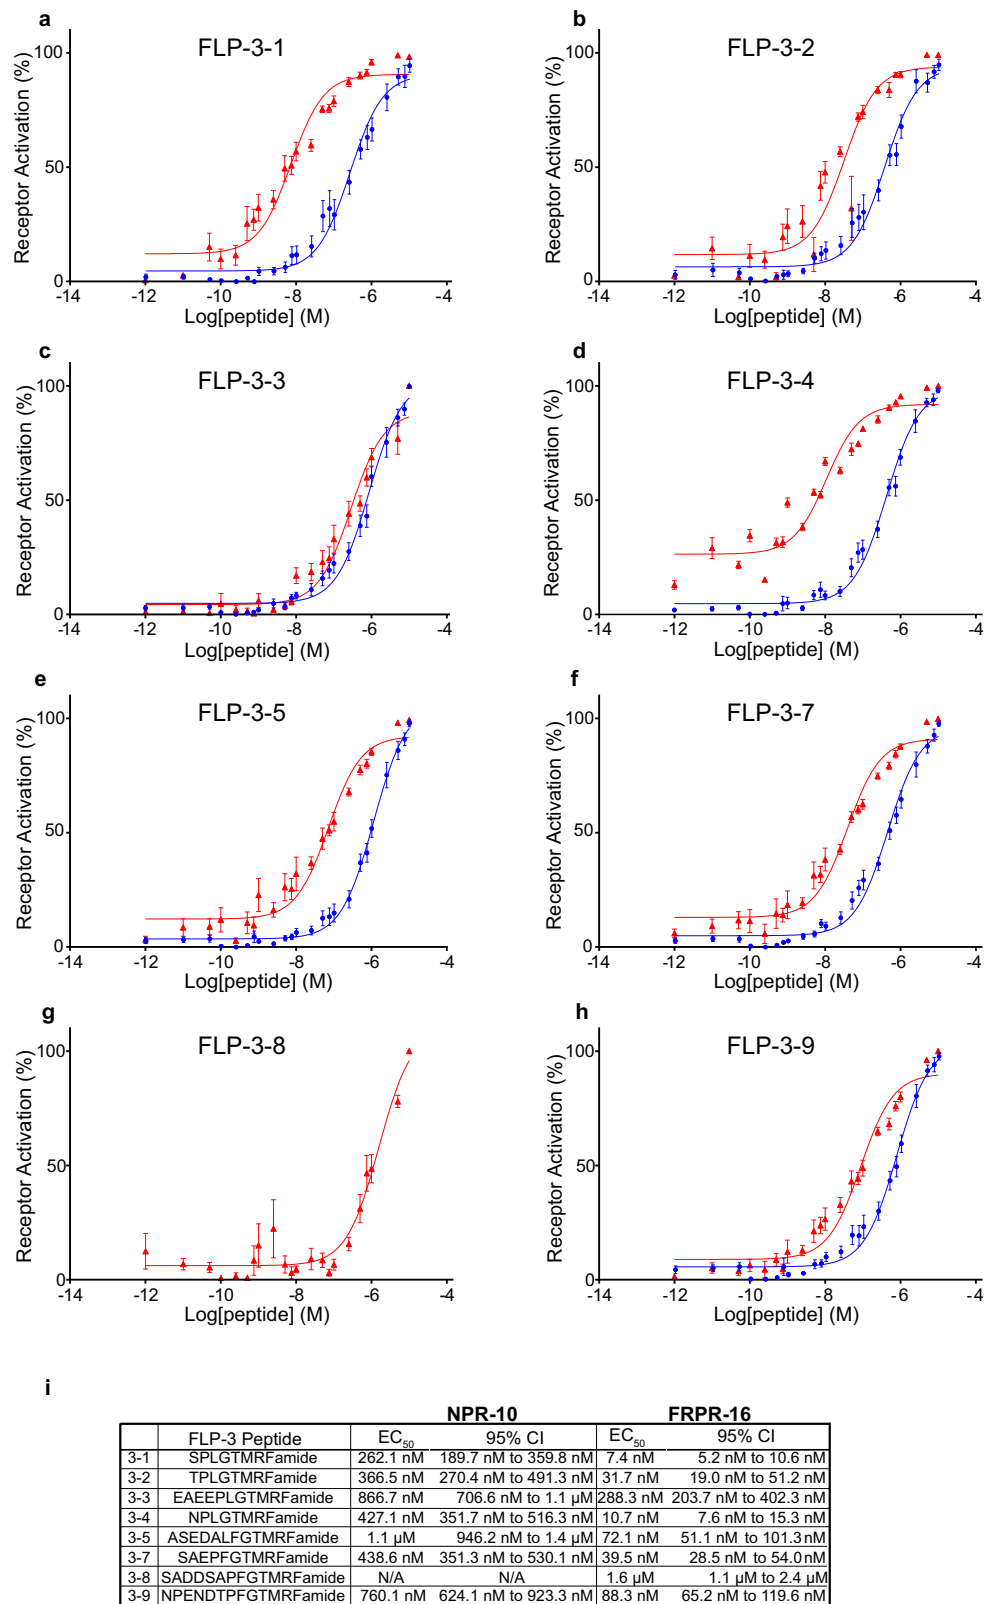 a
b
FLP-3-1
FLP-3-2
Receptor Activation (%)
100
50
0
-14
-12
-10
-8
-6
-4
Log[peptide] (M)
Receptor Activation (%)
100
50
0
-14
-12
-10
-8
-6
-4
Log[peptide] (M)
c
d
FLP-3-3
FLP-3-4
Receptor Activation (%)
100
50
0
-14
-12
-10
-8
-6
-4
Log[peptide] (M)
Receptor Activation (%)
100
50
0
-14
-12
-10
-8
-6
-4
Log[peptide] (M)
e
f
FLP-3-5
FLP-3-7
Receptor Activation (%)
100
50
0
-14
-12
-10
-8
-6
-4
Log[peptide] (M)
Receptor Activation (%)
100
50
0
-14
-12
-10
-8
-6
-4
Log[peptide] (M)
g
h
FLP-3-8
FLP-3-9
Receptor Activation (%)
100
50
0
-14
-12
-10
-8
-6
-4
Log[peptide] (M)
Receptor Activation (%)
100
50
0
-14
-12
-10
-8
-6
-4
Log[peptide] (M)
i
NPR-10 FRPR-16
FLP-3 Peptide EC50 95% CI EC50 95% CI
3-1 SPLGTMRFamide 262.1 nM 189.7 nM to 359.8 nM 7.4 nM 5.2 nM to 10.6 nM
3-2 TPLGTMRFamide 366.5 nM 270.4 nM to 491.3 nM 31.7 nM 19.0 nM to 51.2 nM
3-3 EAEEPLGTMRFamide 866.7 nM 706.6 nM to 1.1 µM 288.3 nM 203.7 nM to 402.3 nM
3-4 NPLGTMRFamide 427.1 nM 351.7 nM to 516.3 nM 10.7 nM 7.6 nM to 15.3 nM
3-5 ASEDALFGTMRFamide 1.1 µM 946.2 nM to 1.4 µM 72.1 nM 51.1 nM to 101.3 nM
3-7 SAEPFGTMRFamide 438.6 nM 351.3 nM to 530.1 nM 39.5 nM 28.5 nM to 54.0 nM
3-8 SADDSAPFGTMRFamide N/A N/A 1.6 µM 1.1 µM to 2.4 µM
3-9 NPENDTPFGTMRFamide 760.1 nM 624.1 nM to 923.3 nM 88.3 nM 65.2 nM to 119.6 nM